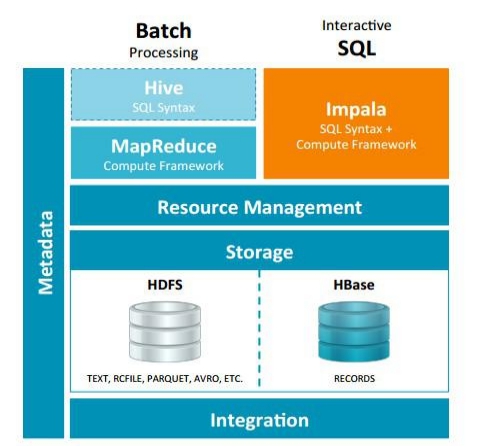 Batch
Processing
Interactive
SQL
Hive
SQL Syntax
MapReduce
Compute Framework
Impala
SQL Syntax +
Compute Framework
Metadata
Resource Management
Storage
HDFS
HBase
TEXT, RCFILE, PARQUET, AVRO, ETC.
RECORDS
Integration